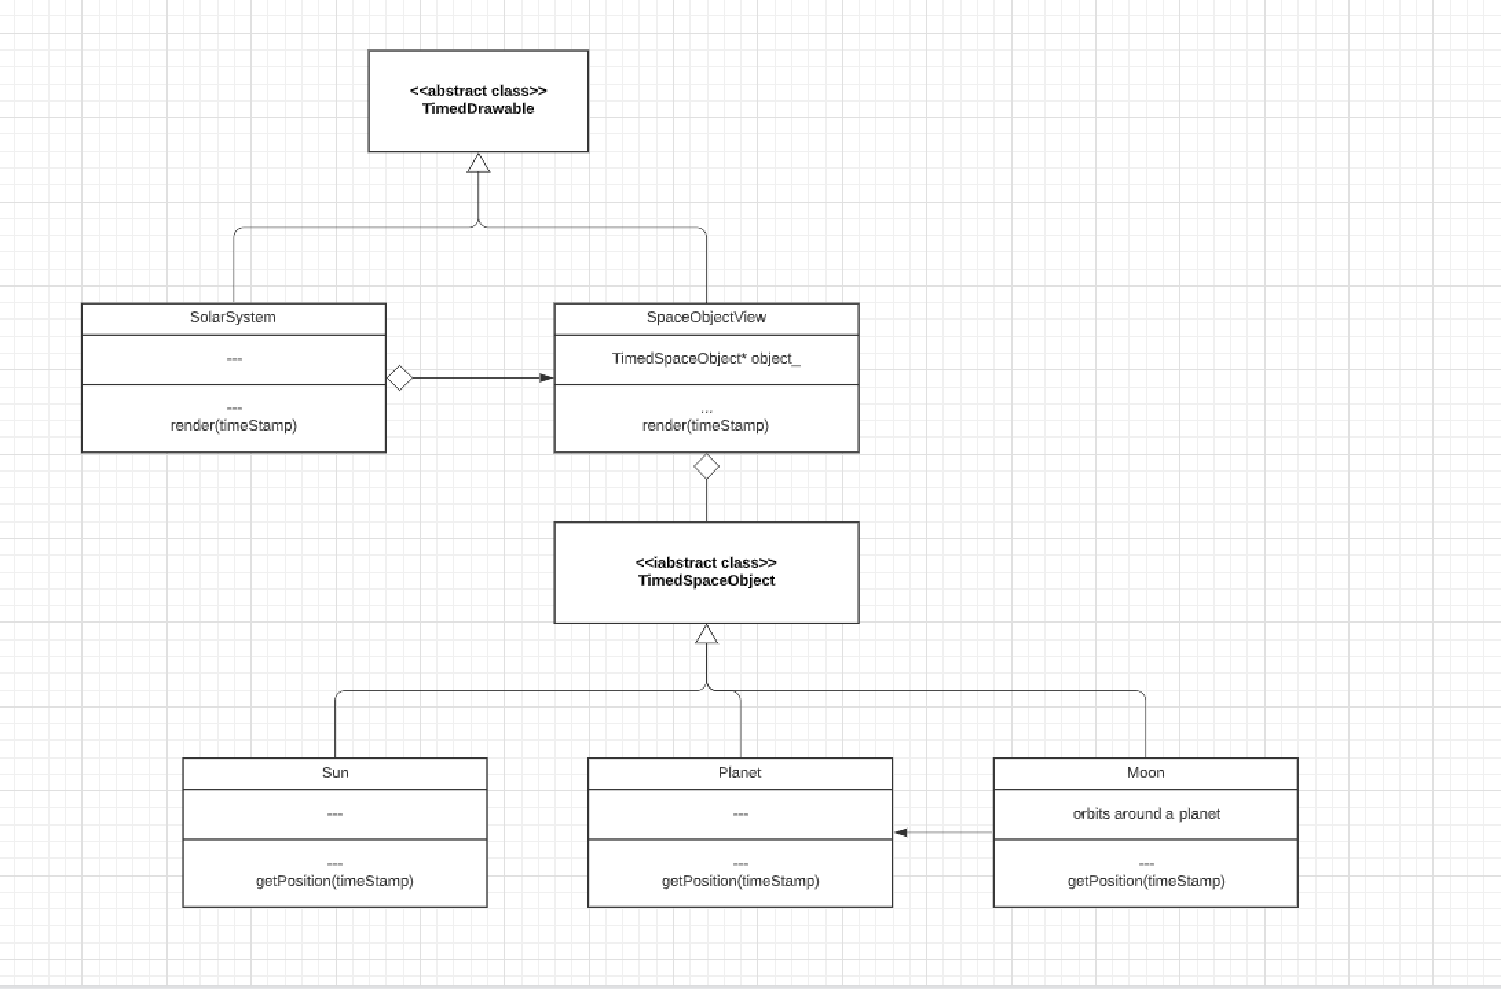 <<abstract class>>
TimedDrawable
SolarSystem
---
---
render(timeStamp)
SpaceObjectView
TimedSpaceObject* object_
...
render(timeStamp)
<<iabstract class>>
TimedSpaceObject
Sun
---
---
getPosition(timeStamp)
Planet
---
---
getPosition(timeStamp)
Moon
orbits around a planet
---
getPosition(timeStamp)